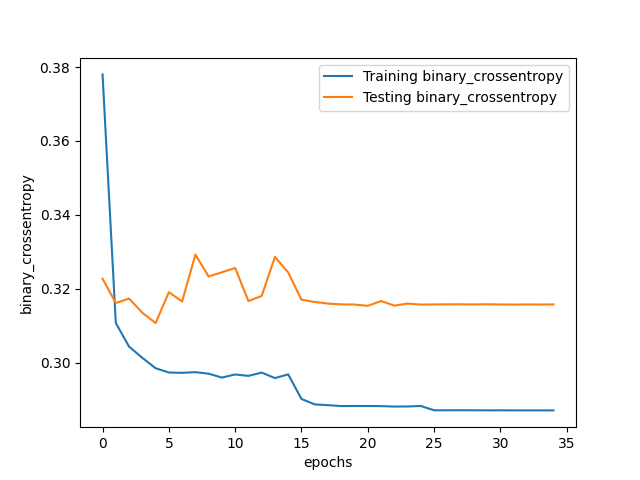 0.38
0.36
0.34
0.32
0.30
binary_crossentropy
Training binary_crossentropy
Testing binary_crossentropy
0 5 10 15 20 25 30 35
epochs